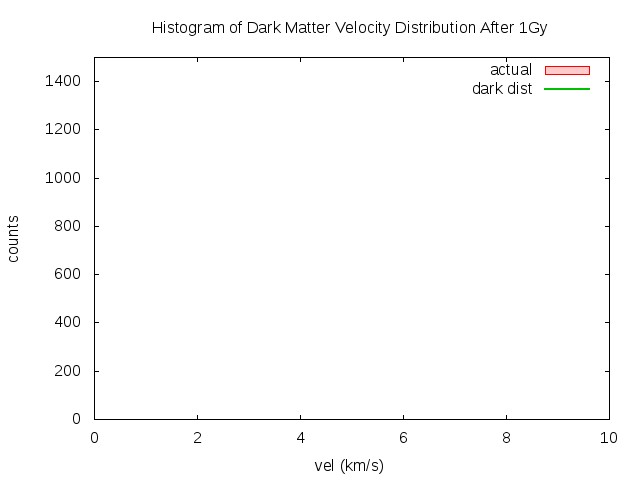 Histogram of Dark Matter Velocity Distribution After 1Gy
actual
dark dist
1400
1200
1000
800
600
400
200
0
counts
0 2 4 6 8 10
vel (km/s)